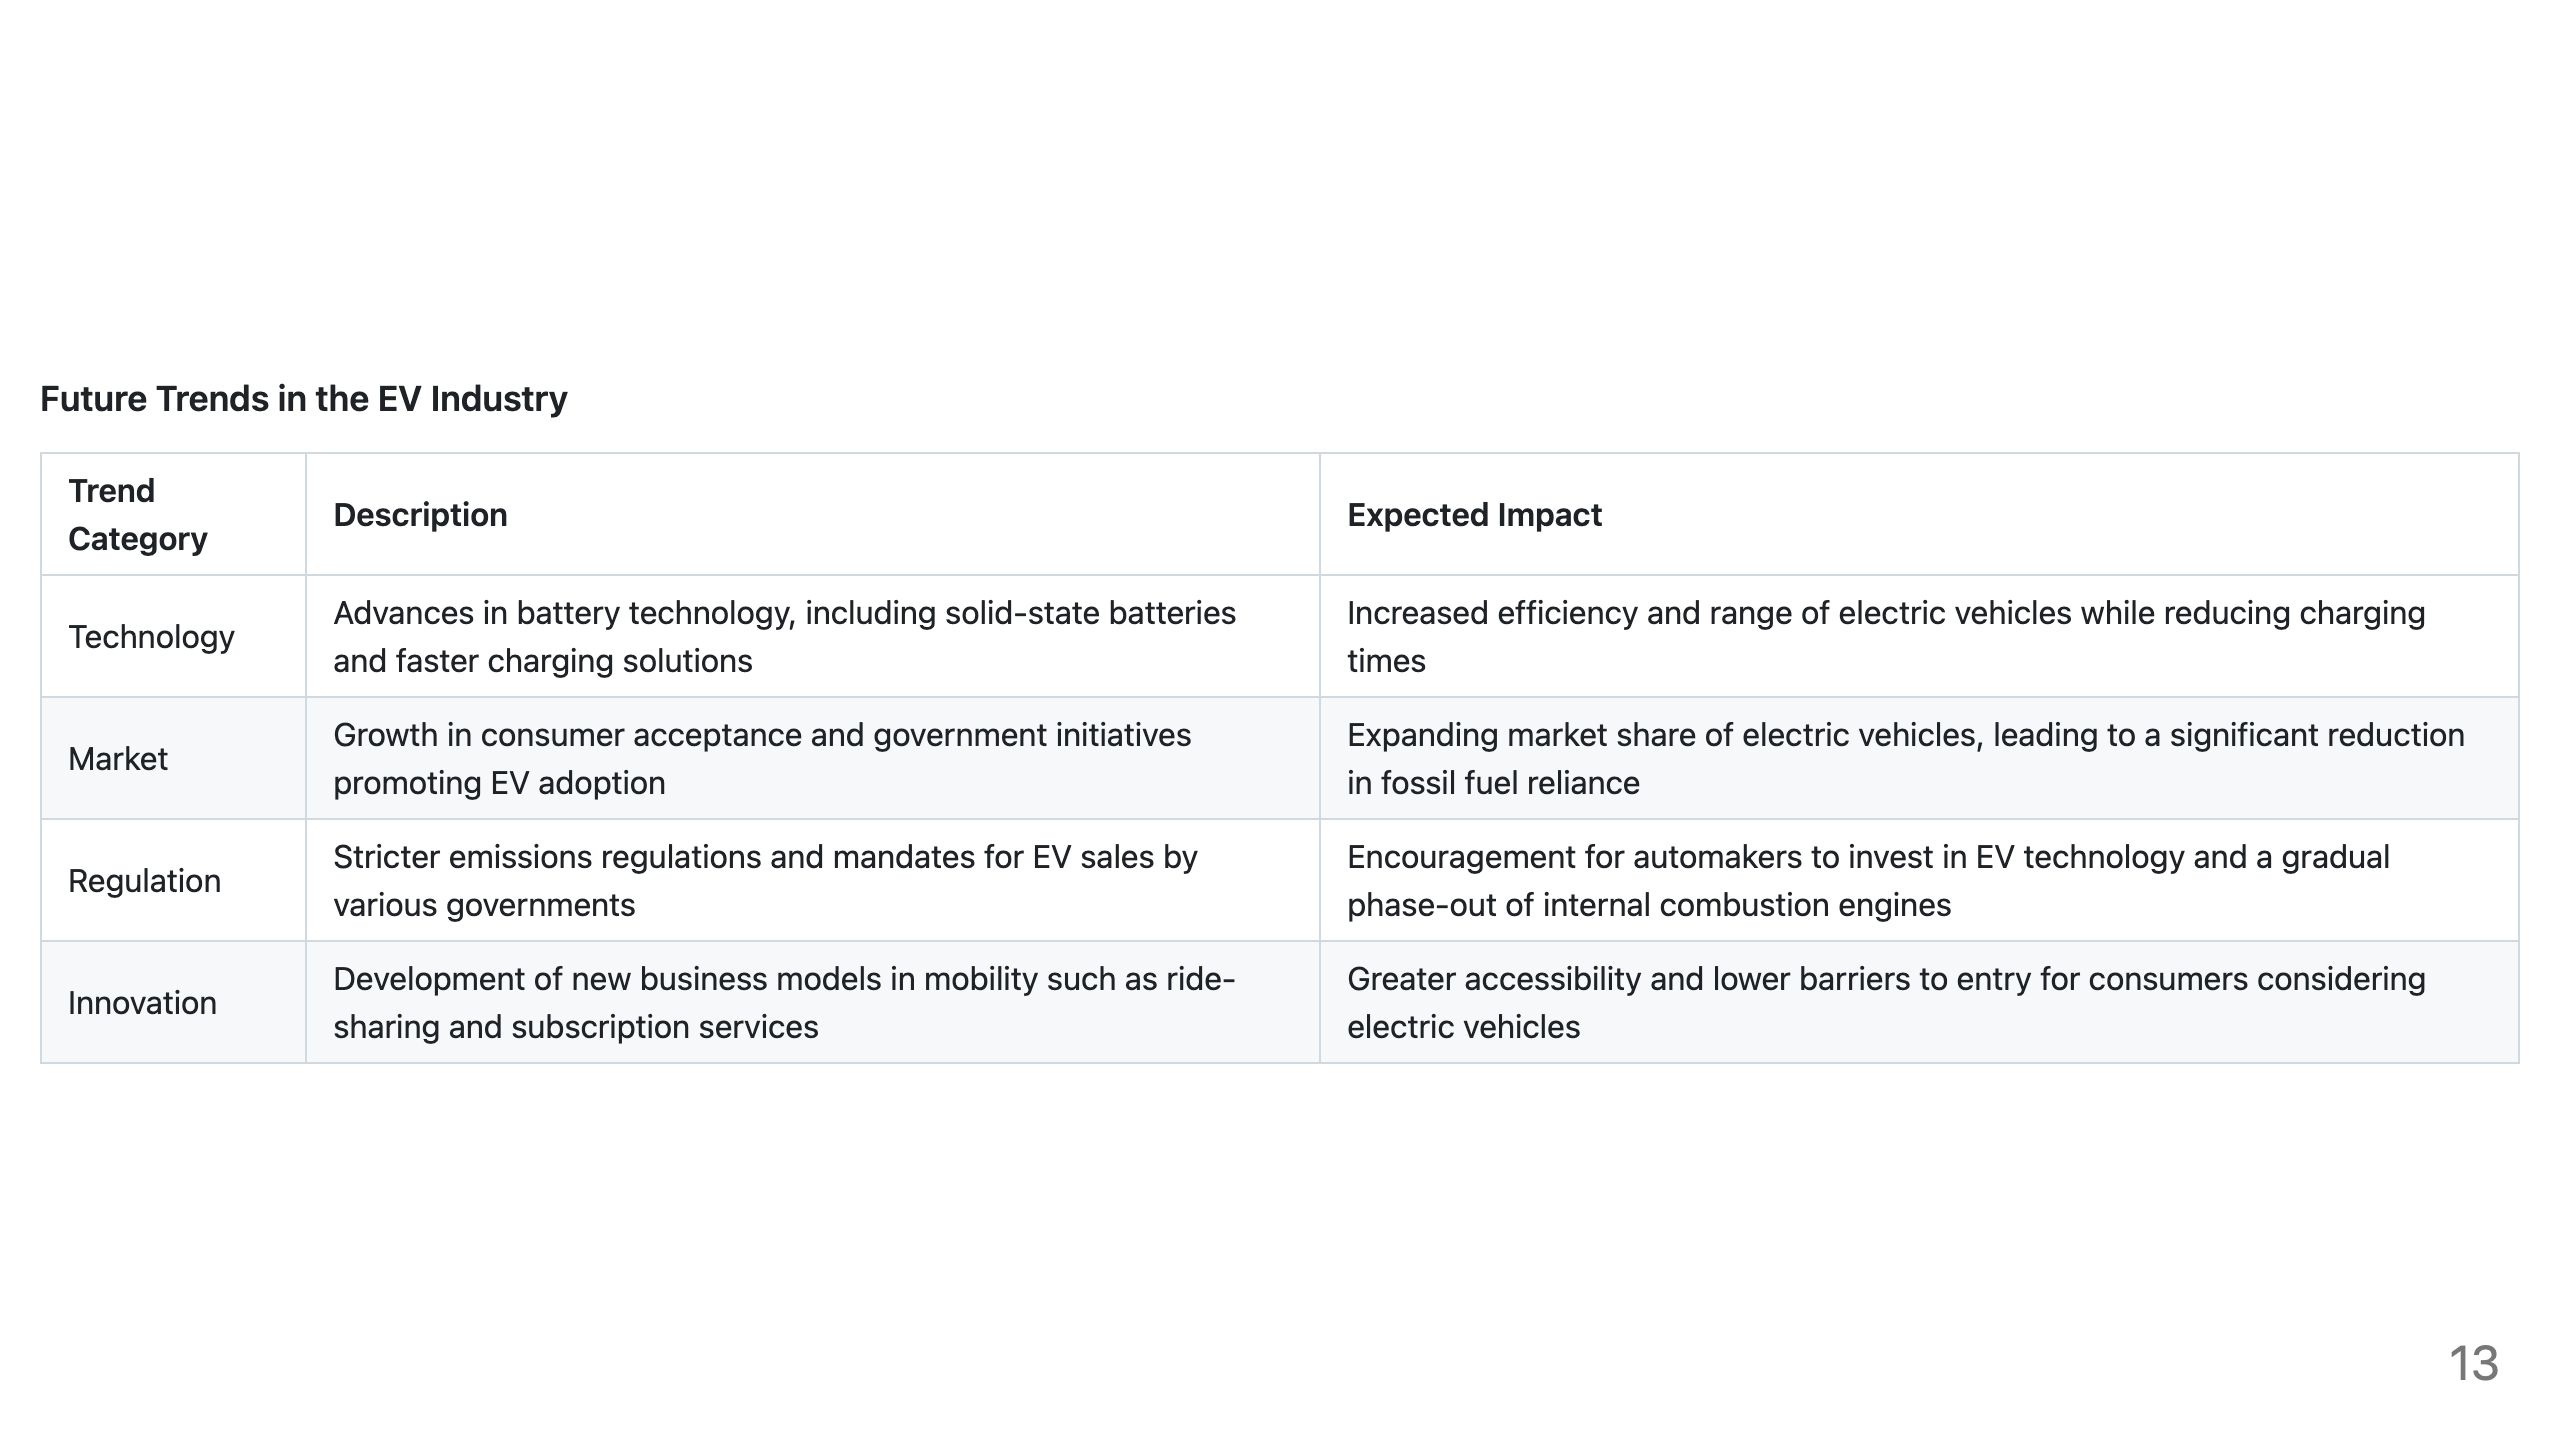 Future Trends in the EV Industry
Trend
Category
Description
Expected Impact
Technology
Advances in battery technology, including solid-state batteries
and faster charging solutions
Increased efficiency and range of electric vehicles while reducing charging
times
Market
Growth in consumer acceptance and government initiatives
promoting EV adoption
Expanding market share of electric vehicles, leading to a significant reduction
in fossil fuel reliance
Regulation
Stricter emissions regulations and mandates for EV sales by
various governments
Encouragement for automakers to invest in EV technology and a gradual
phase-out of internal combustion engines
Innovation
Development of new business models in mobility such as ride-
sharing and subscription services
Greater accessibility and lower barriers to entry for consumers considering
electric vehicles
13